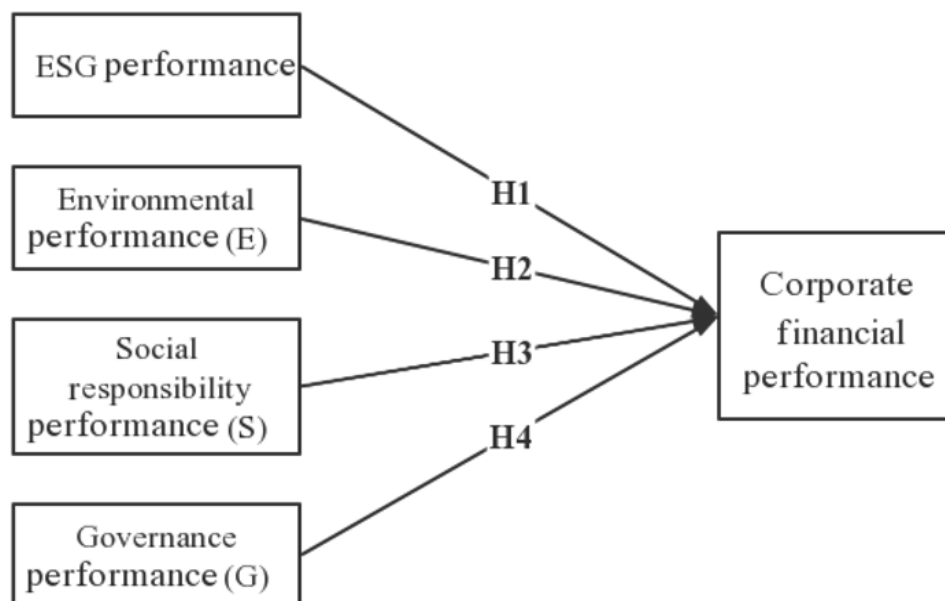 ESG performance
H1
Environmental
performance (E)
H2
Social
responsibility
performance (S)
H3
Governance
performance (G)
H4
Corporate
financial
performance